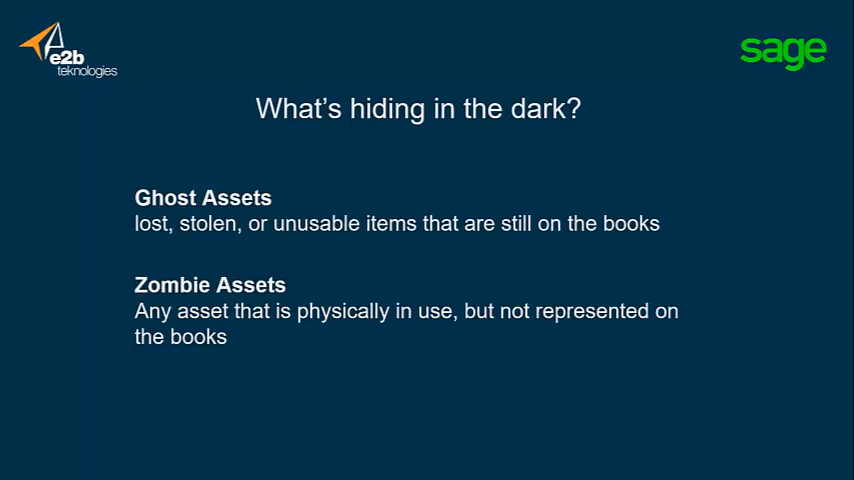 e2b
teknologies
sage
What's hiding in the dark?
Ghost Assets
lost, stolen, or unusable items that are still on the books
Zombie Assets
Any asset that is physically in use, but not represented on
the books